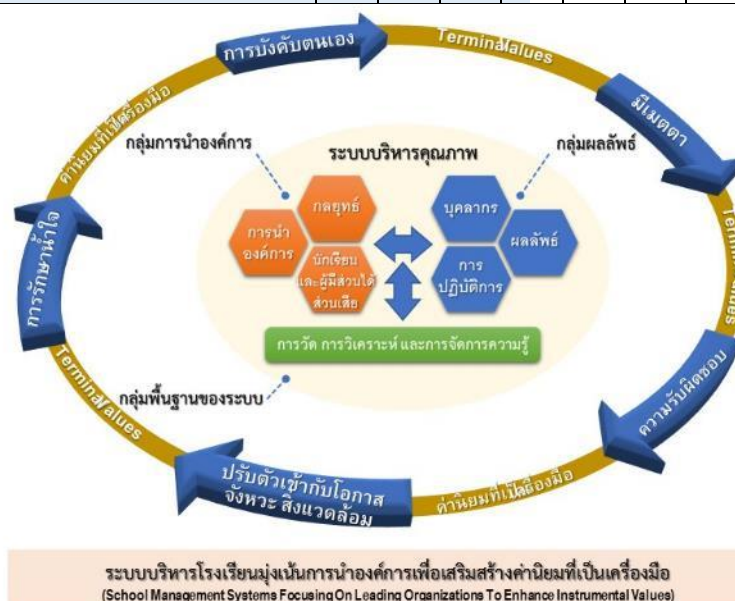 การบังคับตนเอง
Terminal Values
มีเมตตา
Terminal Values
ความรับผิดชอบ
ค่านิยมที่เป็นเครื่องมือ
ปรับตัวเข้ากับโอกาส
จังหวะ สิ่งแวดล้อม
Terminal Values
การรักษาน้ำใจ
ค่านิยมที่เป็นเครื่องมือ
กลุ่มการนำองค์การ
ระบบบริหารคุณภาพ
กลุ่มผลลัพธ์
การนำ
องค์การ
กลยุทธ์
นักเรียน
และผู้มีส่วนได้
ส่วนเสีย
บุคลากร
ผลลัพธ์
การ
ปฏิบัติการ
การวัด การวิเคราะห์ และการจัดการความรู้
กลุ่มพื้นฐานของระบบ
ระบบบริหารโรงเรียนมุ่งเน้นการนำองค์การเพื่อเสริมสร้างค่านิยมที่เป็นเครื่องมือ
(School Management Systems Focusing On Leading Organizations To Enhance Instrumental Values)